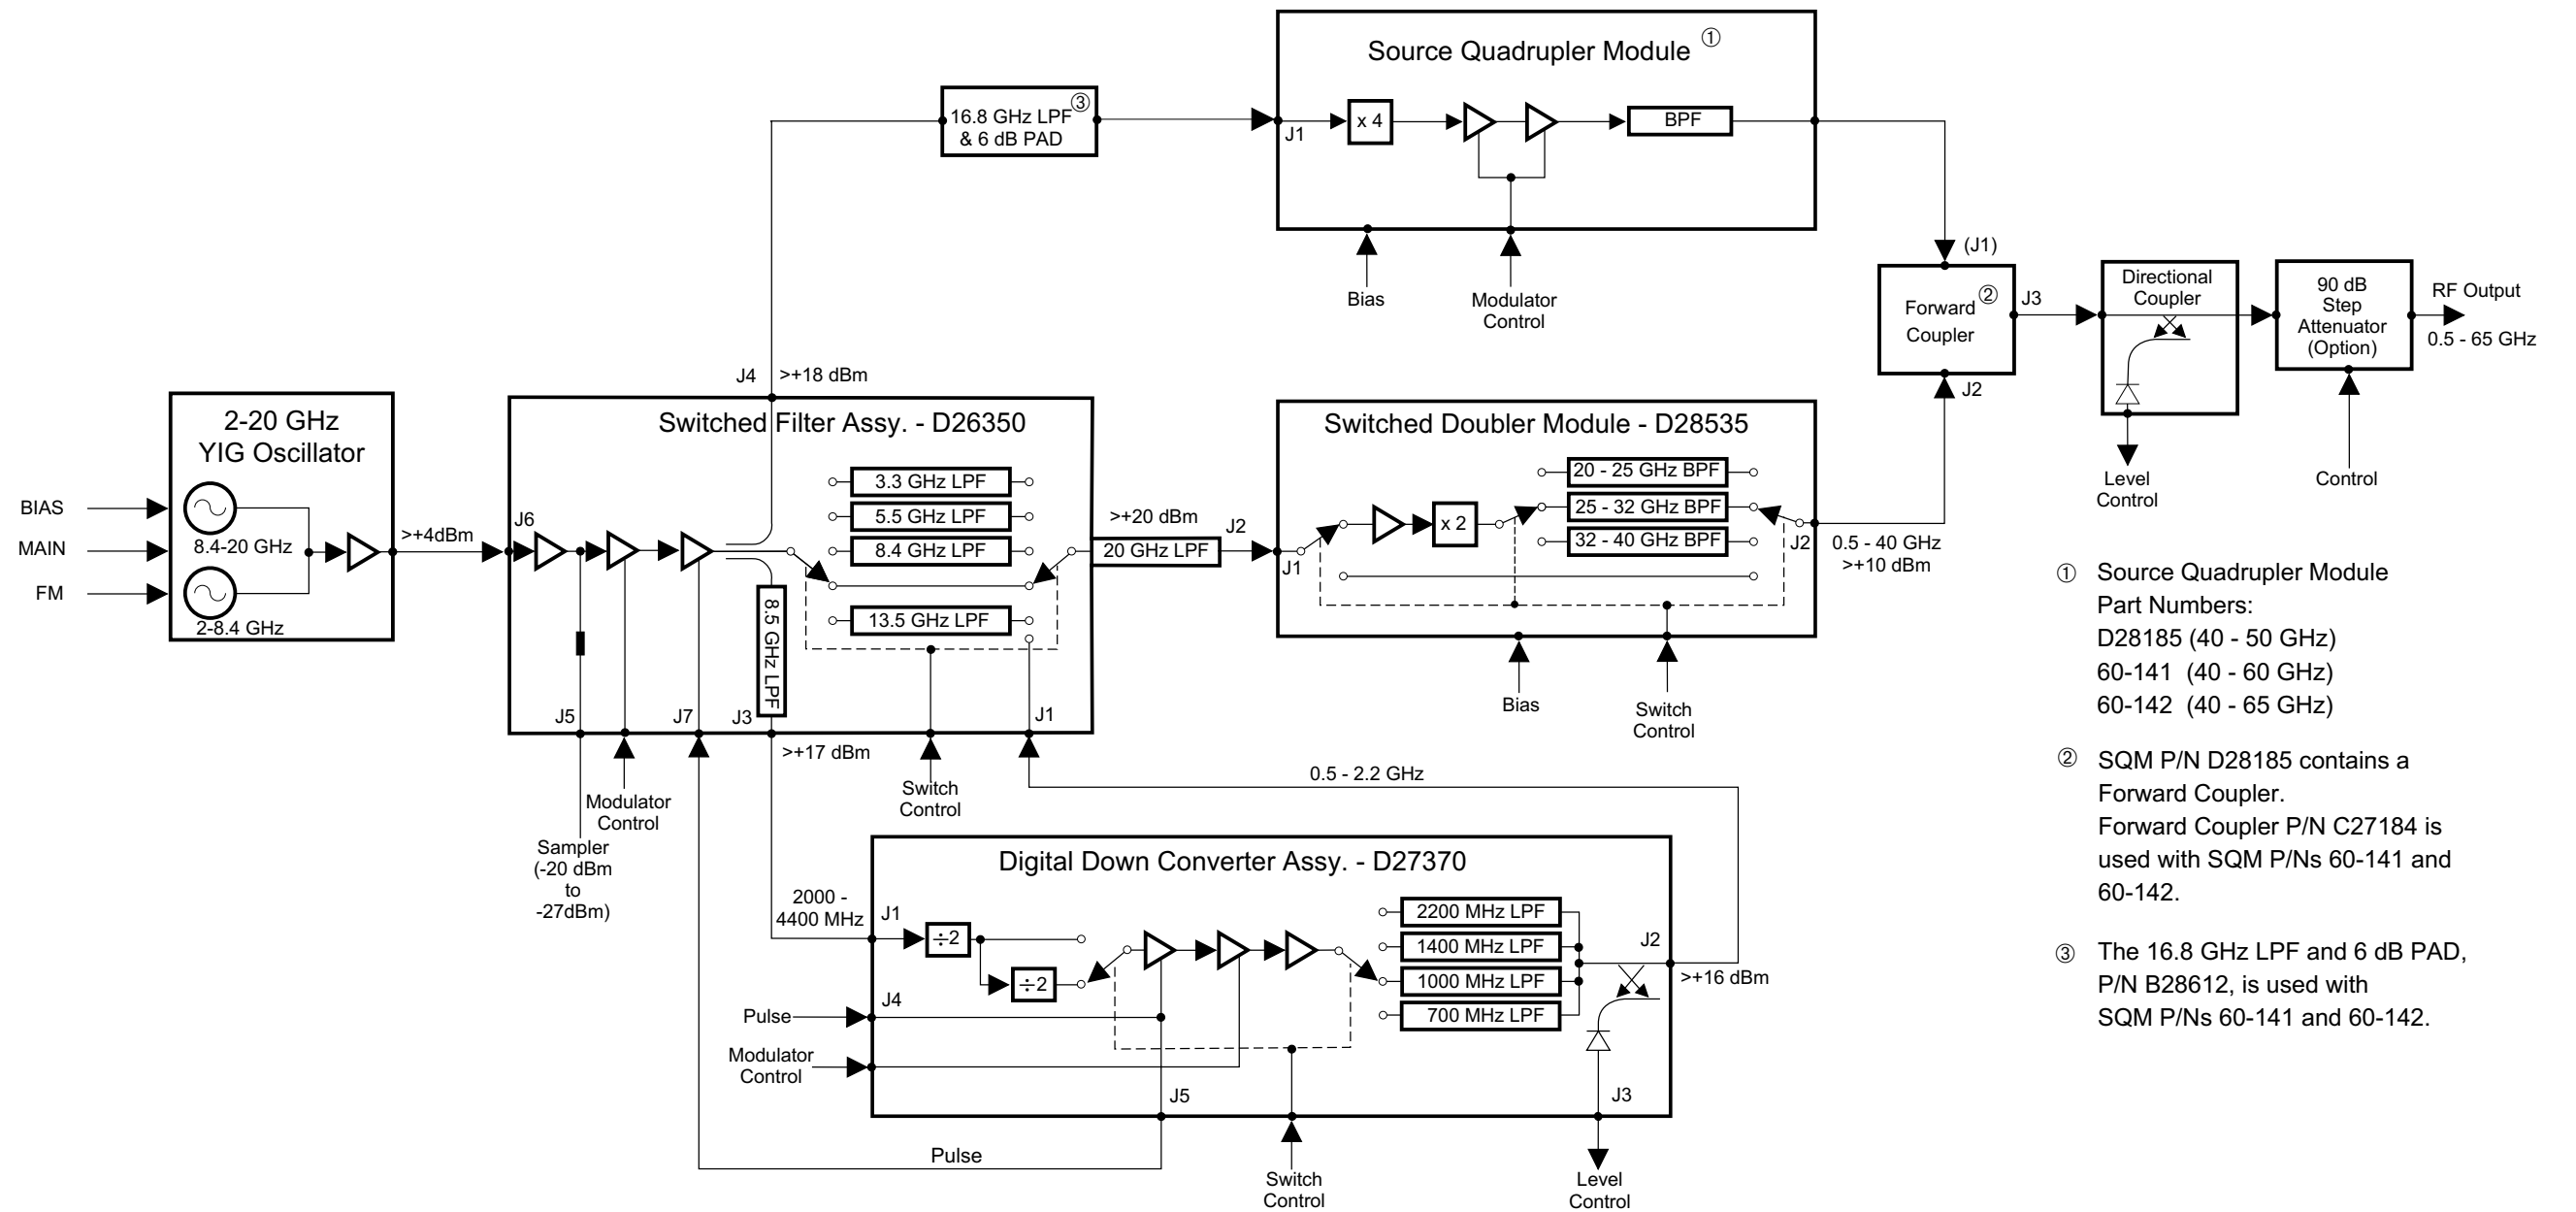 Source Quadrupler Module ①
16.8 GHz LPF ③
& 6 dB PAD
J1
x 4
BPF
Bias
Modulator
Control
(J1)
Forward ②
Coupler
J3
J2
Directional
Coupler
Level
Control
90 dB
Step
Attenuator
(Option)
Control
RF Output
0.5 - 65 GHz
J4
>+18 dBm
2-20 GHz
YIG Oscillator
BIAS
MAIN
FM
8.4-20 GHz
2-8.4 GHz
>+4dBm
Switched Filter Assy. - D26350
J6
3.3 GHz LPF
5.5 GHz LPF
8.4 GHz LPF
13.5 GHz LPF
8.5 GHz LPF
J5
J7
J3
J1
>+17 dBm
>+20 dBm
J2
20 GHz LPF
Modulator
Control
Switch
Control
Sampler
(-20 dBm
to
-27dBm)
Switched Doubler Module - D28535
J1
x 2
20 - 25 GHz BPF
25 - 32 GHz BPF
32 - 40 GHz BPF
J2
0.5 - 40 GHz
>+10 dBm
Bias
Switch
Control
0.5 - 2.2 GHz
Digital Down Converter Assy. - D27370
2000 -
4400 MHz
J1
÷2
÷2
2200 MHz LPF
1400 MHz LPF
1000 MHz LPF
700 MHz LPF
J2
>+16 dBm
J4
Pulse
Modulator
Control
J5
J3
Pulse
Switch
Control
Level
Control
① Source Quadrupler Module
Part Numbers:
D28185 (40 - 50 GHz)
60-141 (40 - 60 GHz)
60-142 (40 - 65 GHz)
② SQM P/N D28185 contains a
Forward Coupler.
Forward Coupler P/N C27184 is
used with SQM P/Ns 60-141 and
60-142.
③ The 16.8 GHz LPF and 6 dB PAD,
P/N B28612, is used with
SQM P/Ns 60-141 and 60-142.